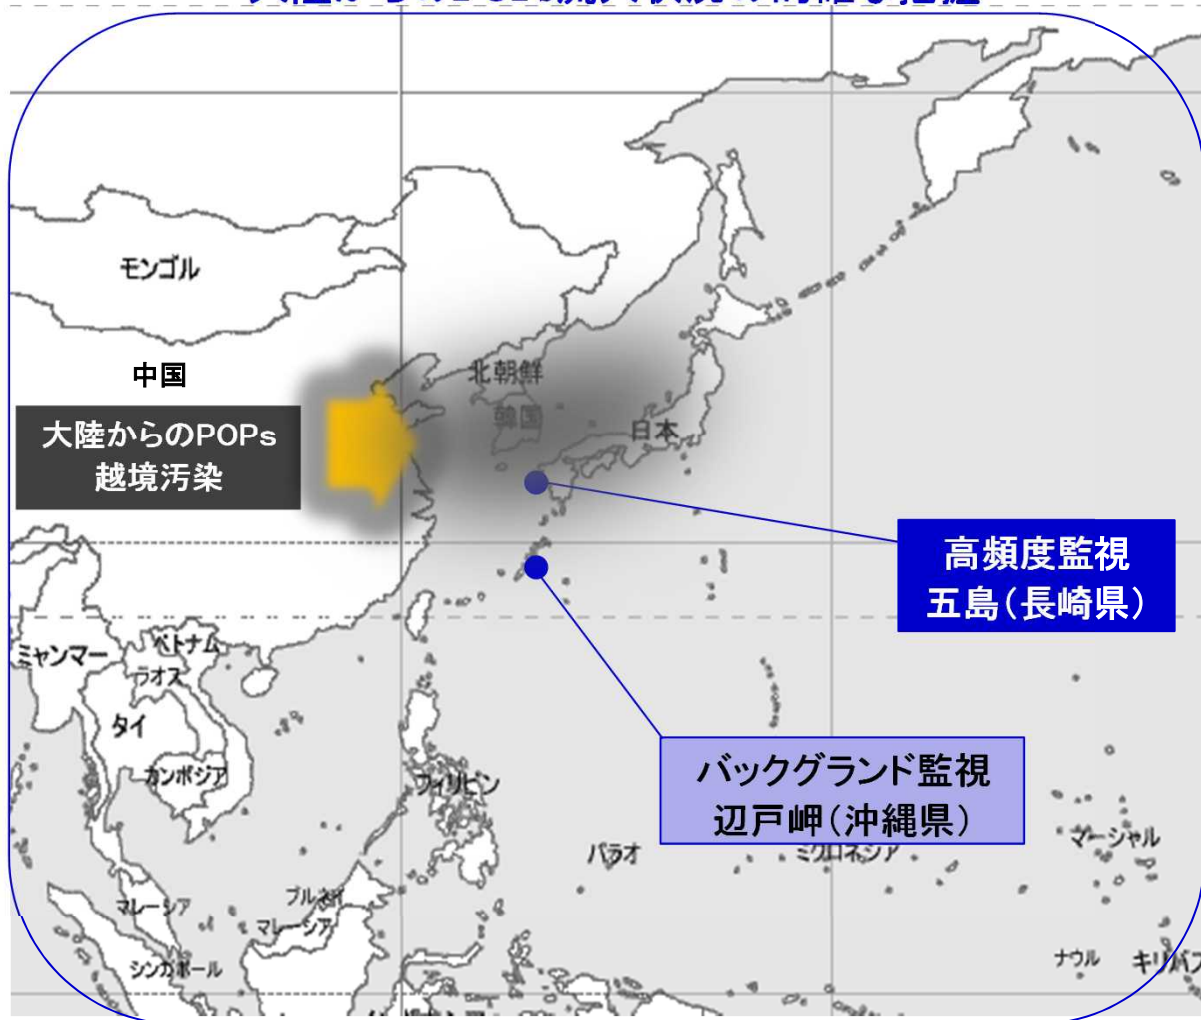 モンゴル
中国
北朝鮮
韓国
日本
大陸からのPOPs
越境汚染
高頻度監視
五島（長崎県）
ミャンマー
ベトナム
ラオス
タイ
カンボジア
フィリピン
バックグランド監視
辺戸岬（沖縄県）
パラオ
ミクロネシア
マーシャル
マレーシア
ブルネイ
マレーシア
シンガポール
ナウル
キリバス